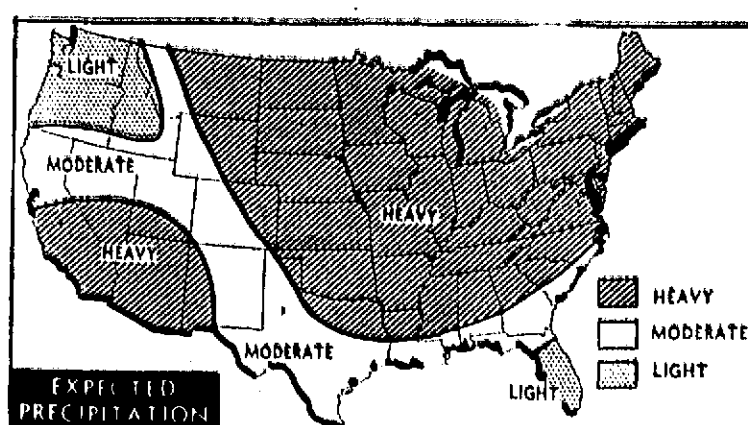 LIGHT
MODERATE
HEAVY
HEAVY
HEAVY
MODERATE
MODERATE
LIGHT
LIGHT
EXPECTED
PRECIPITATION